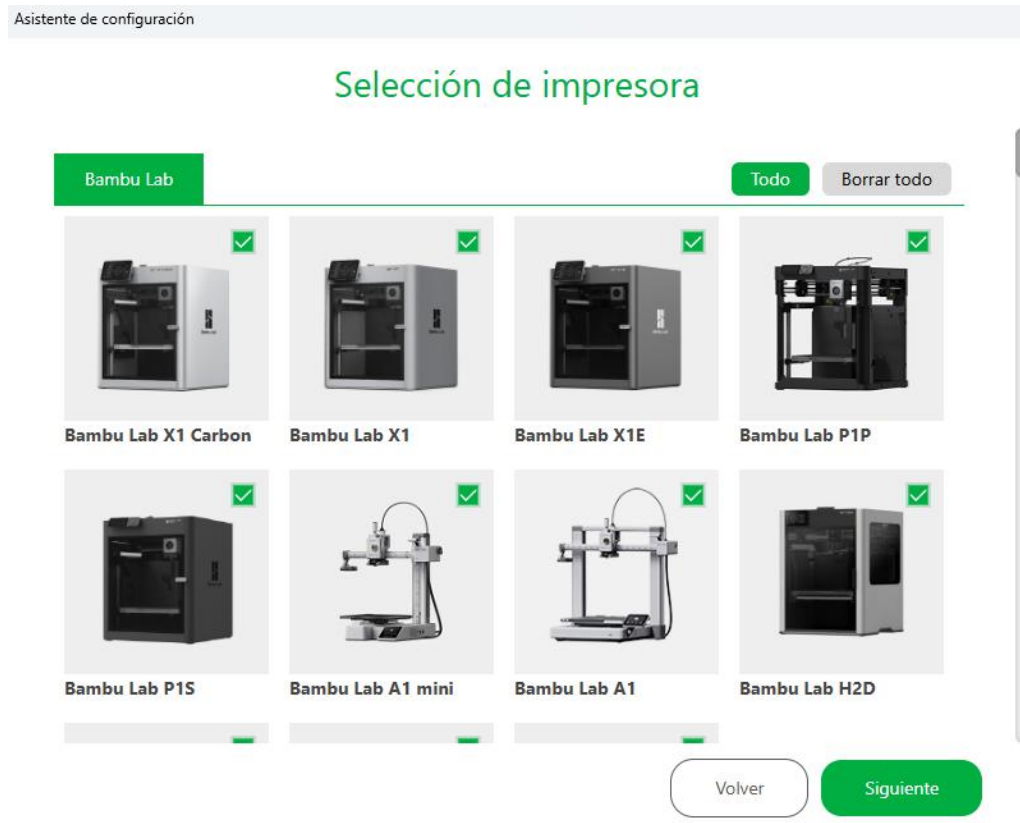 Asistente de configuración
Selección de impresora
Bambu Lab
Todo
Borrar todo
Bambu Lab X1 Carbon
Bambu Lab X1
Bambu Lab X1E
Bambu Lab P1P
Bambu Lab P1S
Bambu Lab A1 mini
Bambu Lab A1
Bambu Lab H2D
Volver
Siguiente